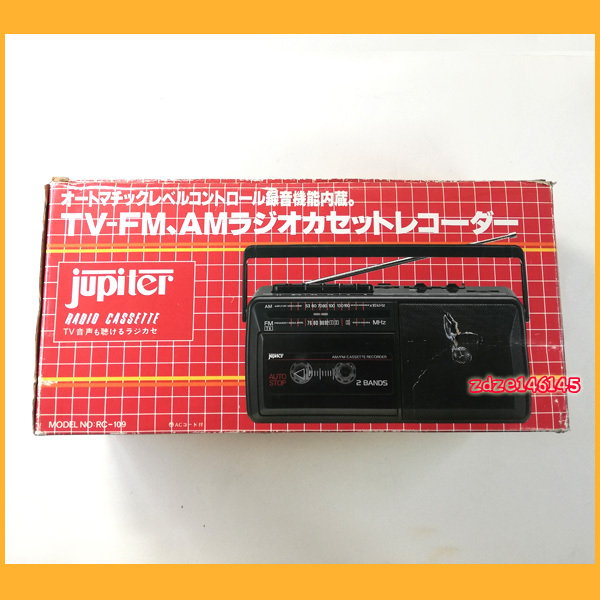 オートマチックレベルコントロール録音機能内蔵。
TV-FM、AMラジオカセットレコーダー
jupiter
RADIO CASSETTE
TV音声も聴けるラジカセ
AM
FM
MHz
jupiter
AM/FM CASSETTE RECORDER
AUTO STOP
2 BANDS
zdze146145
MODEL NO: RC-109